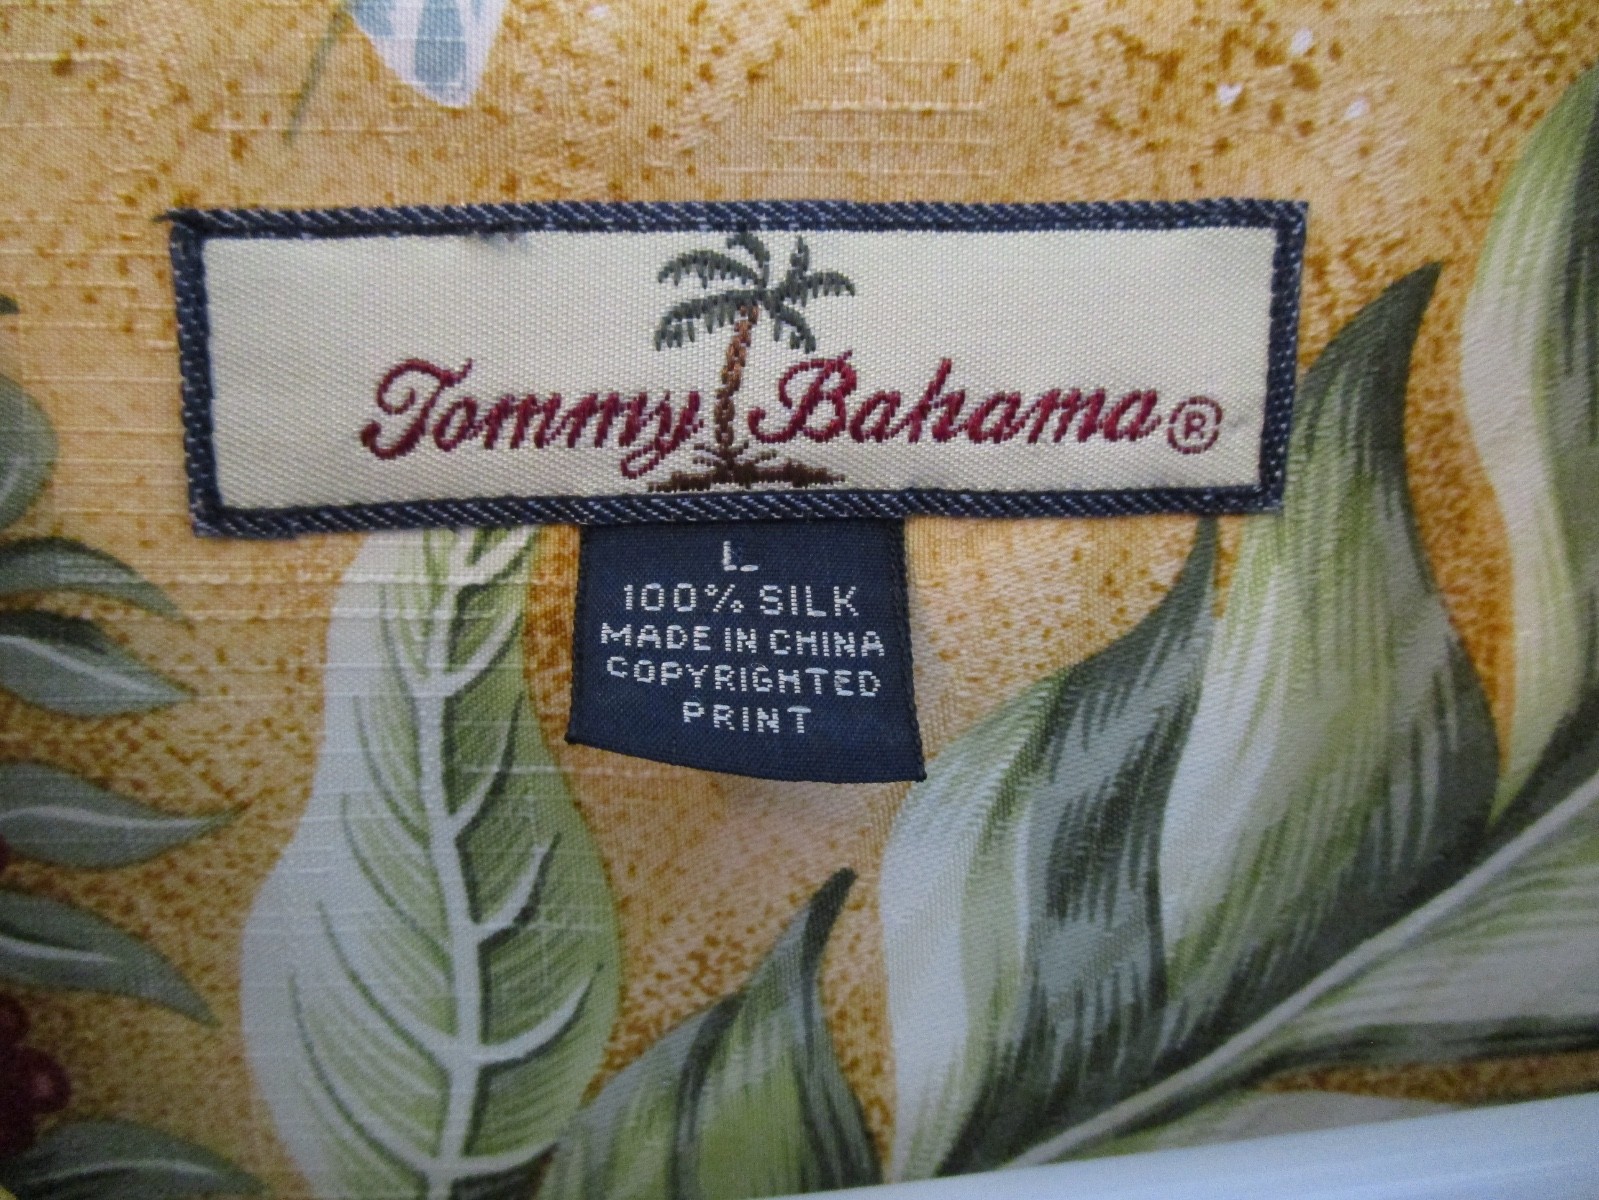 Tommy Bahama®
L
100% SILK
MADE IN CHINA
COPYRIGHTED
PRINT